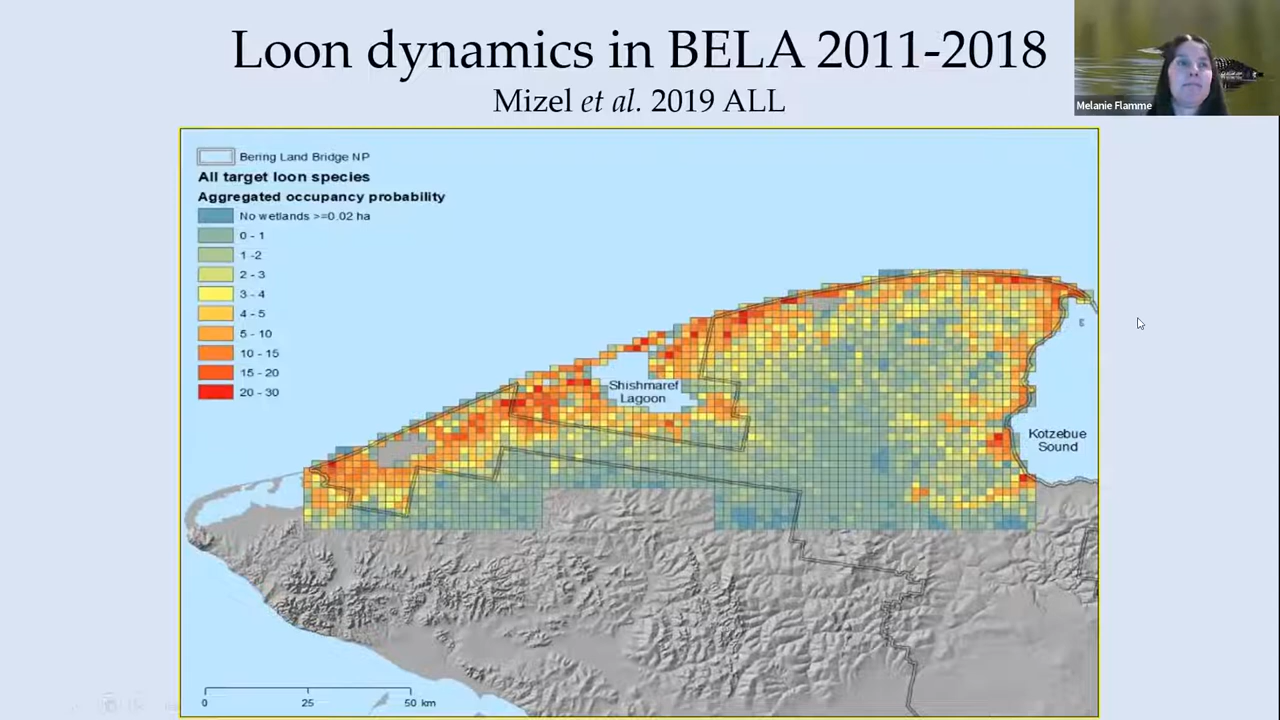 Loon dynamics in BELA 2011-2018
Mizel et al. 2019 ALL
Melanie Flamme
Bering Land Bridge NP
All target loon species
Aggregated occupancy probability
No wetlands >=0.02 ha
0 - 1
1 -2
2 - 3
3 - 4
4 - 5
5 - 10
10 - 15
15 - 20
20 - 30
Shishmaref
Lagoon
Kotzebue
Sound
0 25 50 km